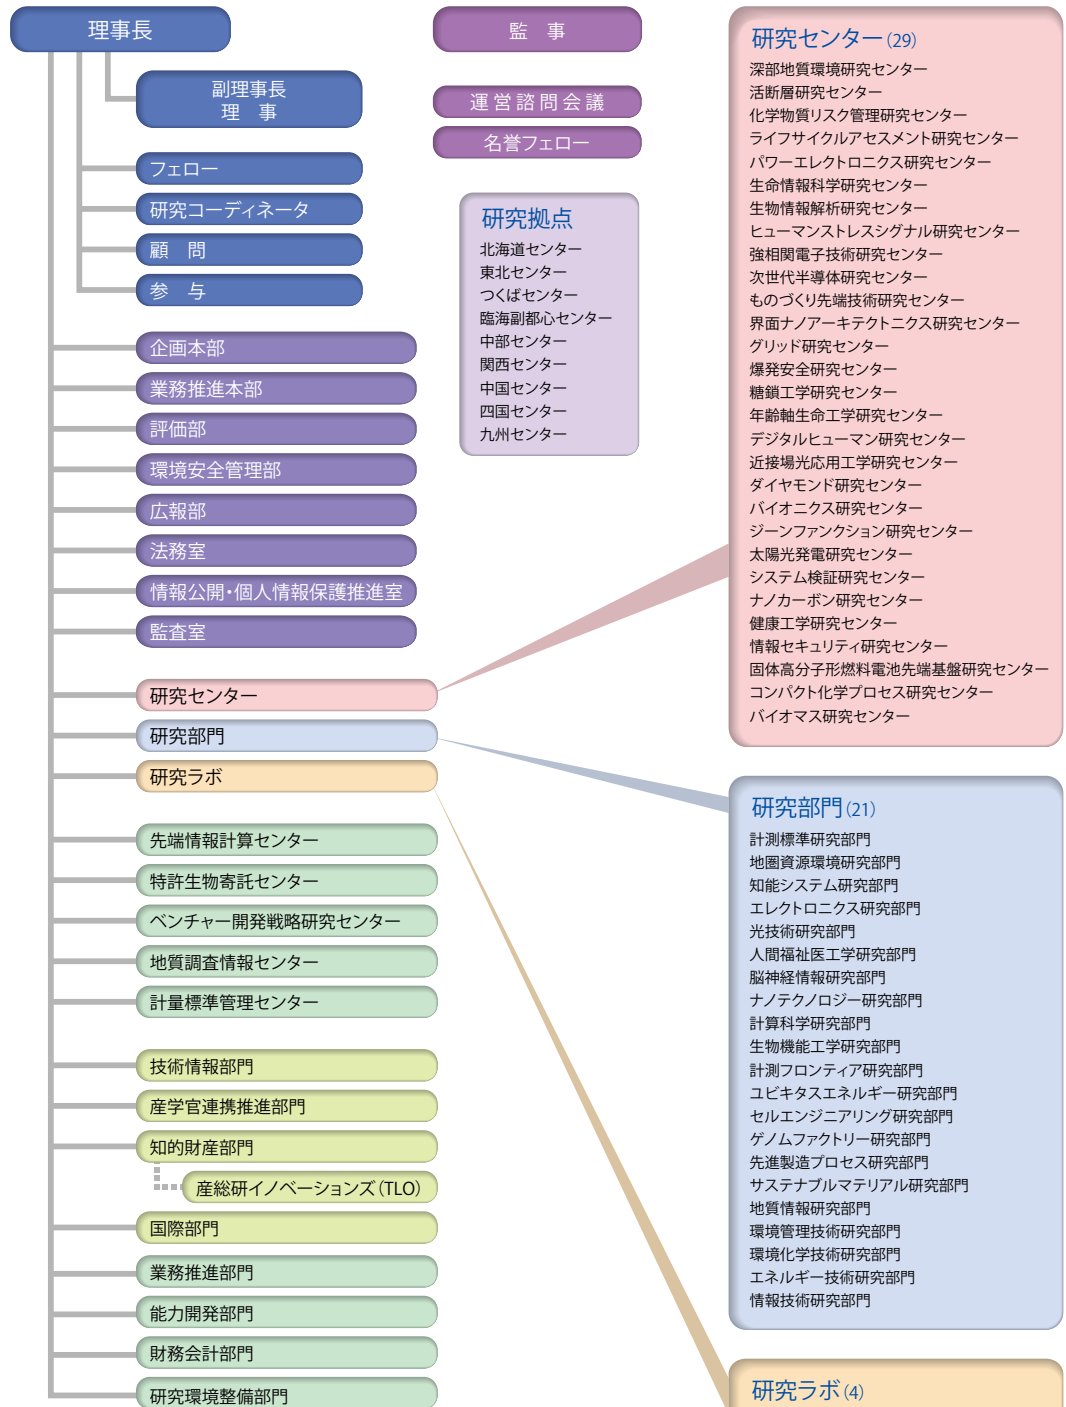 理事長
副理事長
理　事
フェロー
研究コーディネータ
顧　問
参　与
企画本部
業務推進本部
評価部
環境安全管理部
広報部
法務室
情報公開・個人情報保護推進室
監査室
研究センター
研究部門
研究ラボ
先端情報計算センター
特許生物寄託センター
ベンチャー開発戦略研究センター
地質調査情報センター
計量標準管理センター
技術情報部門
産学官連携推進部門
知的財産部門
産総研イノベーションズ（TLO）
国際部門
業務推進部門
能力開発部門
財務会計部門
研究環境整備部門
監　事
運営諮問会議
名誉フェロー
研究拠点
北海道センター
東北センター
つくばセンター
臨海副都心センター
中部センター
関西センター
中国センター
四国センター
九州センター
研究センター（29）
深部地質環境研究センター
活断層研究センター
化学物質リスク管理研究センター
ライフサイクルアセスメント研究センター
パワーエレクトロニクス研究センター
生命情報科学研究センター
生物情報解析研究センター
ヒューマンストレスシグナル研究センター
強相関電子技術研究センター
次世代半導体研究センター
ものづくり先端技術研究センター
界面ナノアーキテクトニクス研究センター
グリッド研究センター
爆発安全研究センター
糖鎖工学研究センター
年齢軸生命工学研究センター
デジタルヒューマン研究センター
近接場光応用工学研究センター
ダイヤモンド研究センター
バイオニクス研究センター
ジーンファンクション研究センター
太陽光発電研究センター
システム検証研究センター
ナノカーボン研究センター
健康工学研究センター
情報セキュリティ研究センター
固体高分子形燃料電池先端基盤研究センター
コンパクト化学プロセス研究センター
バイオマス研究センター
研究部門（21）
計測標準研究部門
地圏資源環境研究部門
知能システム研究部門
エレクトロニクス研究部門
光技術研究部門
人間福祉医工学研究部門
脳神経情報研究部門
ナノテクノロジー研究部門
計算科学研究部門
生物機能工学研究部門
計測フロンティア研究部門
ユビキタスエネルギー研究部門
セルエンジニアリング研究部門
ゲノムファクトリー研究部門
先進製造プロセス研究部門
サステナブルマテリアル研究部門
地質情報研究部門
環境管理技術研究部門
環境化学技術研究部門
エネルギー技術研究部門
情報技術研究部門
研究ラボ（4）